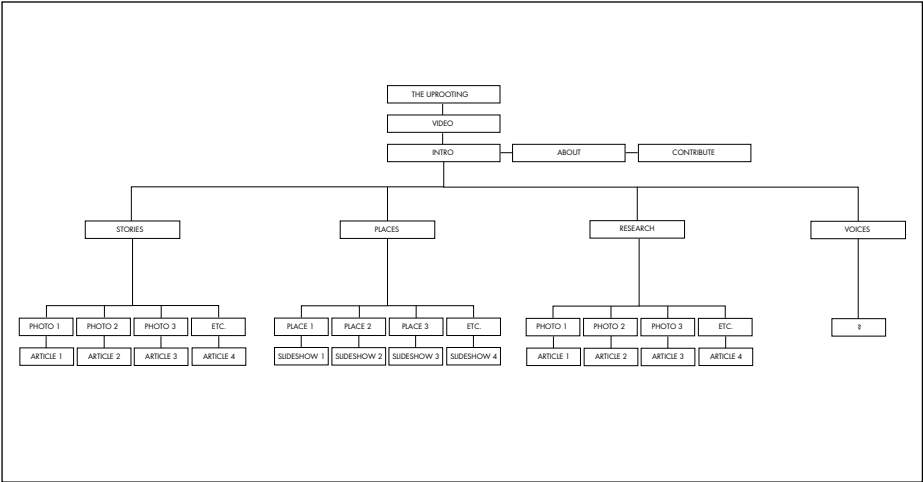 THE UPROOTING
VIDEO
INTRO ABOUT CONTRIBUTE
STORIES PLACES RESEARCH VOICES
PHOTO 1 PHOTO 2 PHOTO 3 ETC. PLACE 1 PLACE 2 PLACE 3 ETC. PHOTO 1 PHOTO 2 PHOTO 3 ETC. ?
ARTICLE 1 ARTICLE 2 ARTICLE 3 ARTICLE 4 SLIDESHOW 1 SLIDESHOW 2 SLIDESHOW 3 SLIDESHOW 4 ARTICLE 1 ARTICLE 2 ARTICLE 3 ARTICLE 4